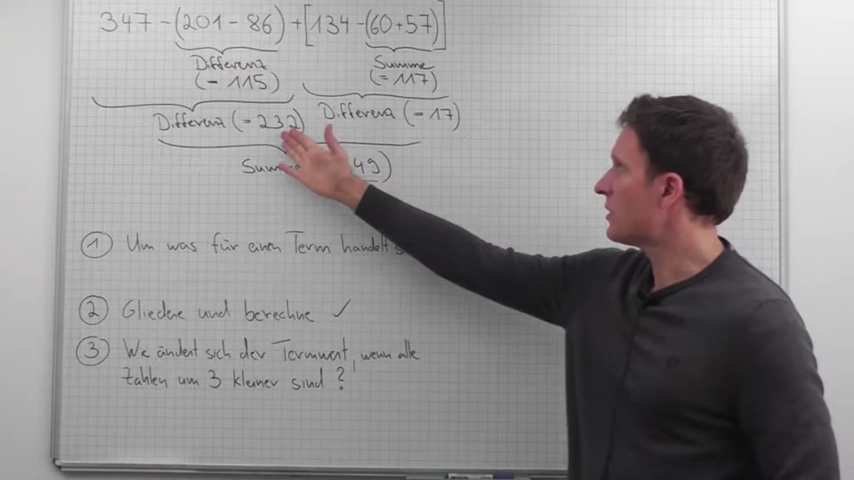 347 - (201 - 86) + [134 - (60 + 57)]
Differenz Summe
(= 115) (= 117)
Differenz (= 232) Differenz (= 17)
49)
① Um was für einen Term handelt
② Gliedere und berechne ✓
③ Wie ändert sich der Termwert, wenn alle
Zahlen um 3 kleiner sind?